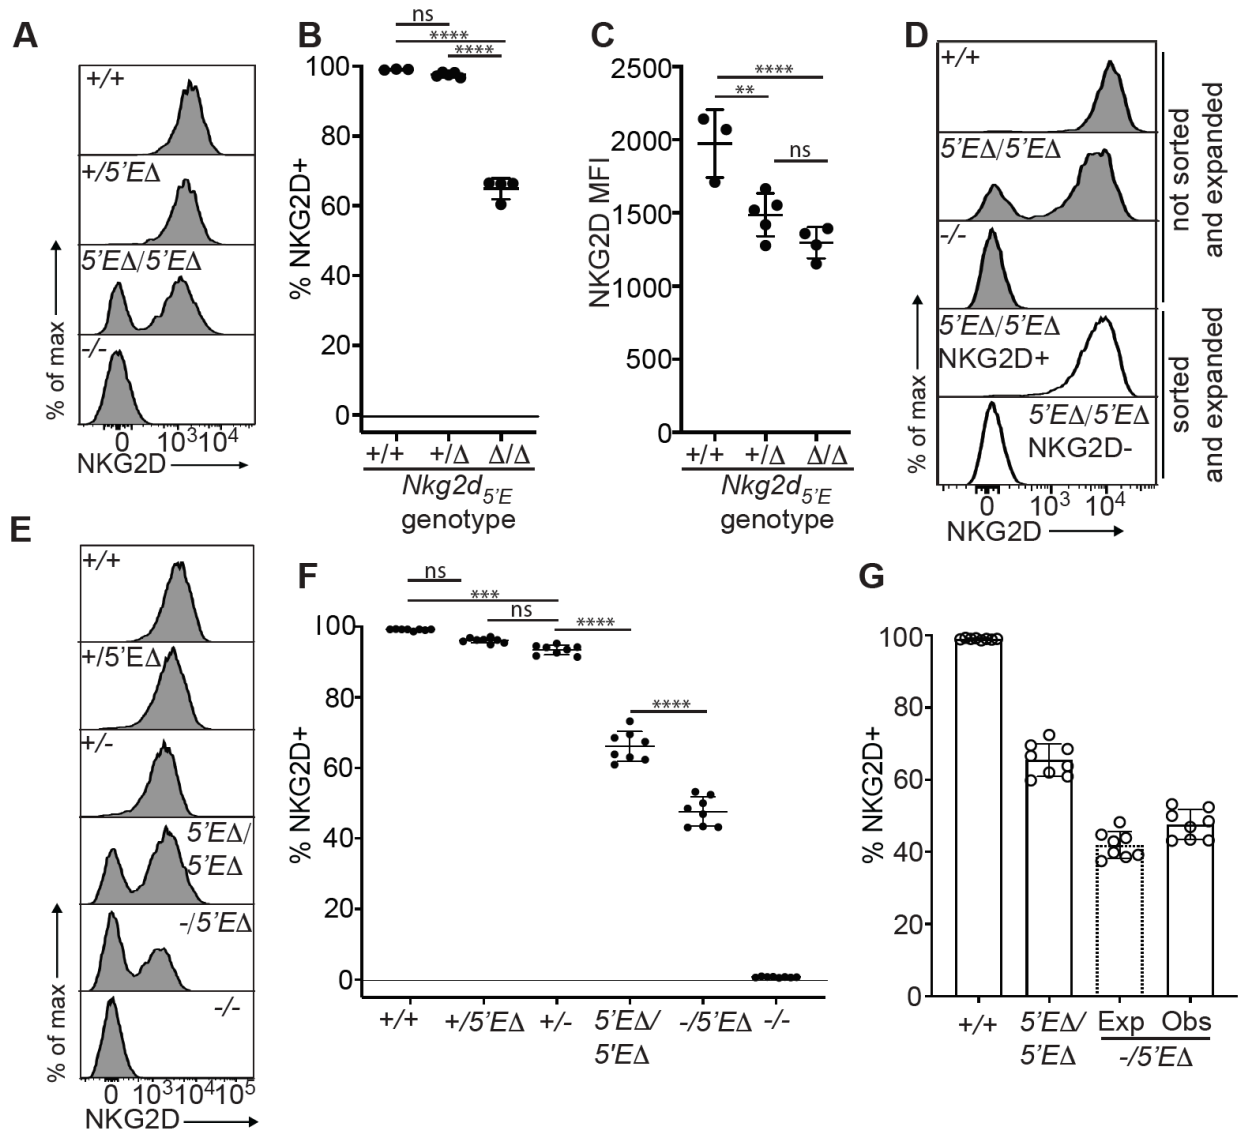 A
+/+
+/5’EΔ
5’EΔ/5’EΔ
-/-
% of max
0 10³ 10⁴
NKG2D
B
ns
****
****
100
80
60
40
20
0
% NKG2D+
+/+ +/Δ Δ/Δ
Nkg2d5’E
genotype
C
2500
2000
1500
1000
500
0
NKG2D MFI
****
**
ns
+/+ +/Δ Δ/Δ
Nkg2d5’E
genotype
D
+/+
5’EΔ/5’EΔ
-/-
5’EΔ/5’EΔ
NKG2D+
5’EΔ/5’EΔ
NKG2D-
not sorted
and expanded
sorted
and expanded
% of max
0 10³ 10⁴
NKG2D
E
+/+
+/5’EΔ
+/-
5’EΔ/
5’EΔ
-/5’EΔ
-/-
% of max
0 10³ 10⁴ 10⁵
NKG2D
F
ns
***
ns
****
****
100
80
60
40
20
0
% NKG2D+
+/+ +/5’EΔ +/- 5’EΔ/ -/5’EΔ -/-
5'EΔ
G
100
80
60
40
20
0
% NKG2D+
+/+ 5’EΔ/ Exp Obs
5’EΔ -/5’EΔ